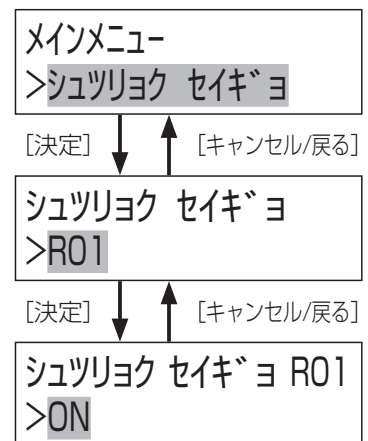 メインメニュー
>シュツリョク セイギョ
[決定] [キャンセル/戻る]
シュツリョク セイギョ
>R01
[決定] [キャンセル/戻る]
シュツリョク セイギョ R01
>ON